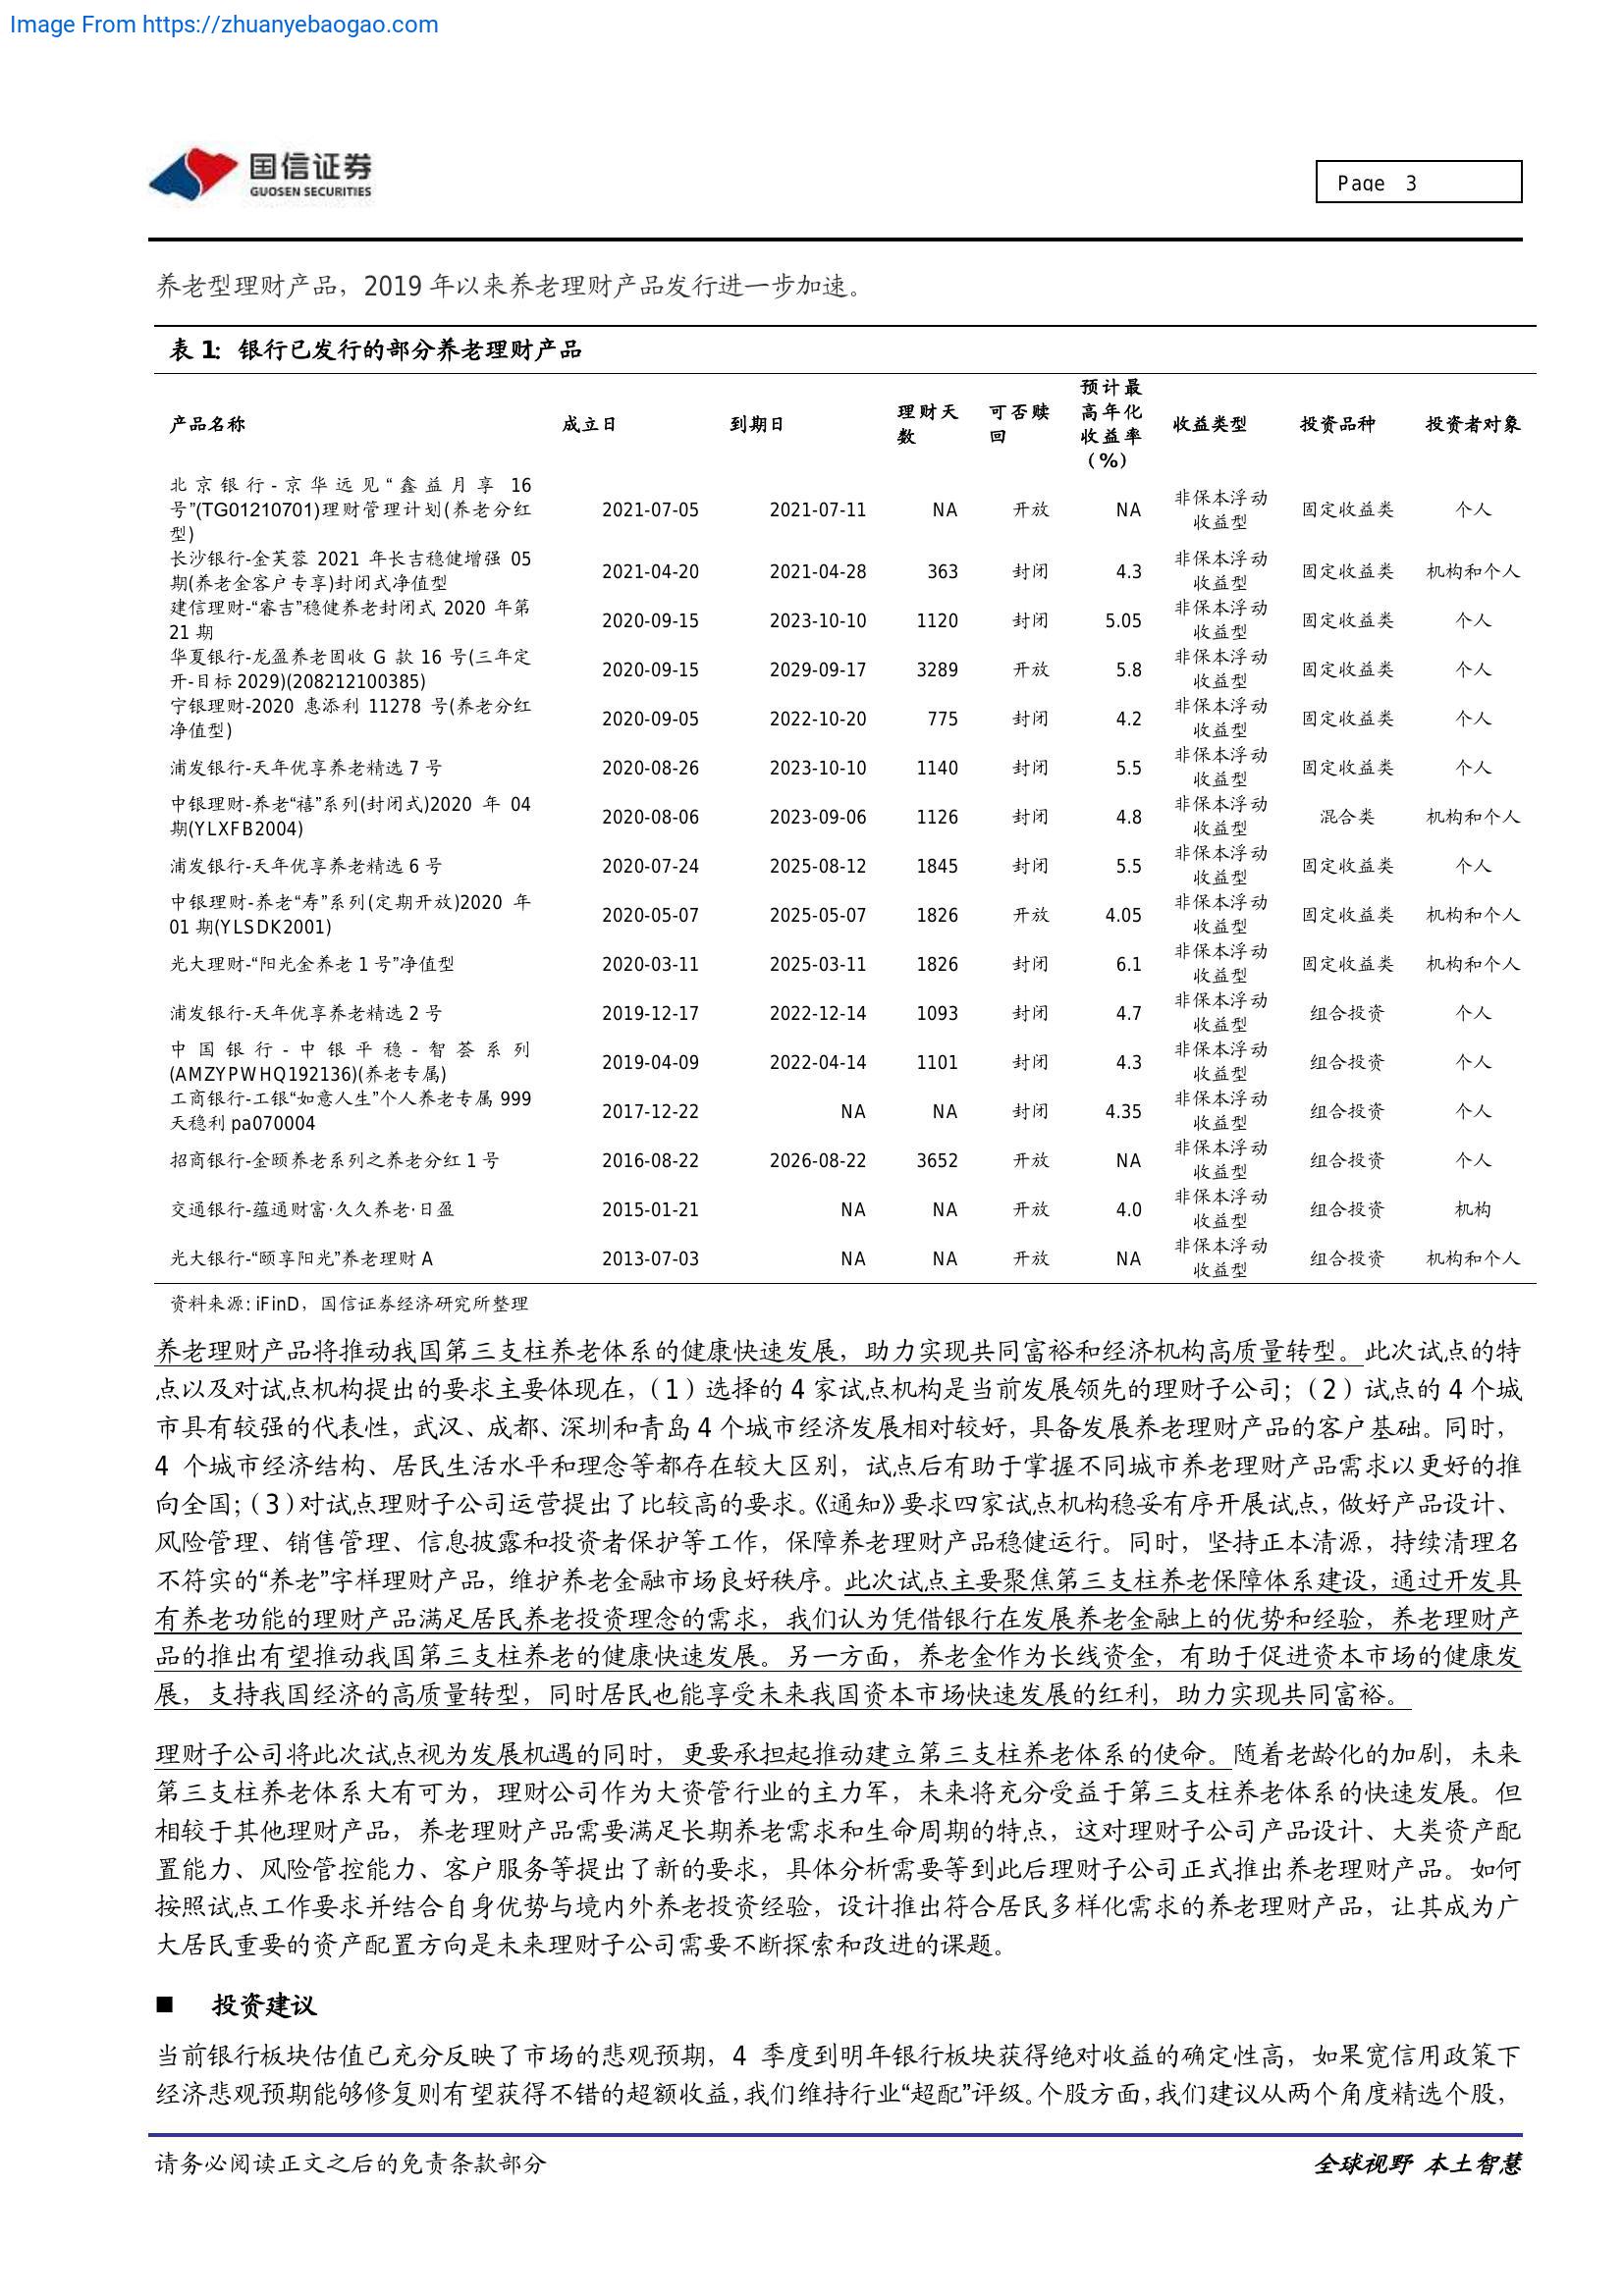 Image From https://zhuanyebaogao.com
国信证券
GUOSEN SECURITIES
Page 3
养老型理财产品，2019 年以来养老理财产品发行进一步加速。
表 1：银行已发行的部分养老理财产品
产品名称 成立日 到期日 理财天数 可否赎回 预计最高年化收益率（%） 收益类型 投资品种 投资者对象
北京银行-京华远见“鑫益月享 16 号”(TG01210701)理财管理计划(养老分红型) 2021-07-05 2021-07-11 NA 开放 NA 非保本浮动收益型 固定收益类 个人
长沙银行-金芙蓉 2021 年长吉稳健增强 05 期(养老金客户专享)封闭式净值型 2021-04-20 2021-04-28 363 封闭 4.3 非保本浮动收益型 固定收益类 机构和个人
建信理财-“睿吉”稳健养老封闭式 2020 年第 21 期 2020-09-15 2023-10-10 1120 封闭 5.05 非保本浮动收益型 固定收益类 个人
华夏银行-龙盈养老固收 G 款 16 号(三年定开-目标 2029)(208212100385) 2020-09-15 2029-09-17 3289 开放 5.8 非保本浮动收益型 固定收益类 个人
宁银理财-2020 惠添利 11278 号(养老分红净值型) 2020-09-05 2022-10-20 775 封闭 4.2 非保本浮动收益型 固定收益类 个人
浦发银行-天年优享养老精选 7 号 2020-08-26 2023-10-10 1140 封闭 5.5 非保本浮动收益型 固定收益类 个人
中银理财-养老“禧”系列(封闭式)2020 年 04 期(YLXFB2004) 2020-08-06 2023-09-06 1126 封闭 4.8 非保本浮动收益型 混合类 机构和个人
浦发银行-天年优享养老精选 6 号 2020-07-24 2025-08-12 1845 封闭 5.5 非保本浮动收益型 固定收益类 个人
中银理财-养老“寿”系列(定期开放)2020 年 01 期(YLSDK2001) 2020-05-07 2025-05-07 1826 开放 4.05 非保本浮动收益型 固定收益类 机构和个人
光大理财-“阳光金养老 1 号”净值型 2020-03-11 2025-03-11 1826 封闭 6.1 非保本浮动收益型 固定收益类 机构和个人
浦发银行-天年优享养老精选 2 号 2019-12-17 2022-12-14 1093 封闭 4.7 非保本浮动收益型 组合投资 个人
中国银行-中银平稳-智荟系列(AMZYPWHQ192136)(养老专属) 2019-04-09 2022-04-14 1101 封闭 4.3 非保本浮动收益型 组合投资 个人
工商银行-工银“如意人生”个人养老专属 999 天稳利 pa070004 2017-12-22 NA NA 封闭 4.35 非保本浮动收益型 组合投资 个人
招商银行-金颐养老系列之养老分红 1 号 2016-08-22 2026-08-22 3652 开放 NA 非保本浮动收益型 组合投资 个人
交通银行-蕴通财富·久久养老·日盈 2015-01-21 NA NA 开放 4.0 非保本浮动收益型 组合投资 机构
光大银行-“颐享阳光”养老理财 A 2013-07-03 NA NA 开放 NA 非保本浮动收益型 组合投资 机构和个人
资料来源: iFinD，国信证券经济研究所整理
养老理财产品将推动我国第三支柱养老体系的健康快速发展，助力实现共同富裕和经济机构高质量转型。此次试点的特
点以及对试点机构提出的要求主要体现在，（1）选择的 4 家试点机构是当前发展领先的理财子公司；（2）试点的 4 个城
市具有较强的代表性，武汉、成都、深圳和青岛 4 个城市经济发展相对较好，具备发展养老理财产品的客户基础。同时，
4 个城市经济结构、居民生活水平和理念等都存在较大区别，试点后有助于掌握不同城市养老理财产品需求以更好的推
向全国；（3）对试点理财子公司运营提出了比较高的要求。《通知》要求四家试点机构稳妥有序开展试点，做好产品设计、
风险管理、销售管理、信息披露和投资者保护等工作，保障养老理财产品稳健运行。同时，坚持正本清源，持续清理名
不符实的“养老”字样理财产品，维护养老金融市场良好秩序。此次试点主要聚焦第三支柱养老保障体系建设，通过开发具
有养老功能的理财产品满足居民养老投资理念的需求，我们认为凭借银行在发展养老金融上的优势和经验，养老理财产
品的推出有望推动我国第三支柱养老的健康快速发展。另一方面，养老金作为长线资金，有助于促进资本市场的健康发
展，支持我国经济的高质量转型，同时居民也能享受未来我国资本市场快速发展的红利，助力实现共同富裕。
理财子公司将此次试点视为发展机遇的同时，更要承担起推动建立第三支柱养老体系的使命。随着老龄化的加剧，未来
第三支柱养老体系大有可为，理财公司作为大资管行业的主力军，未来将充分受益于第三支柱养老体系的快速发展。但
相较于其他理财产品，养老理财产品需要满足长期养老需求和生命周期的特点，这对理财子公司产品设计、大类资产配
置能力、风险管控能力、客户服务等提出了新的要求，具体分析需要等到此后理财子公司正式推出养老理财产品。如何
按照试点工作要求并结合自身优势与境内外养老投资经验，设计推出符合居民多样化需求的养老理财产品，让其成为广
大居民重要的资产配置方向是未来理财子公司需要不断探索和改进的课题。
■ 投资建议
当前银行板块估值已充分反映了市场的悲观预期，4 季度到明年银行板块获得绝对收益的确定性高，如果宽信用政策下
经济悲观预期能够修复则有望获得不错的超额收益，我们维持行业“超配”评级。个股方面，我们建议从两个角度精选个股，
请务必阅读正文之后的免责条款部分
全球视野 本土智慧